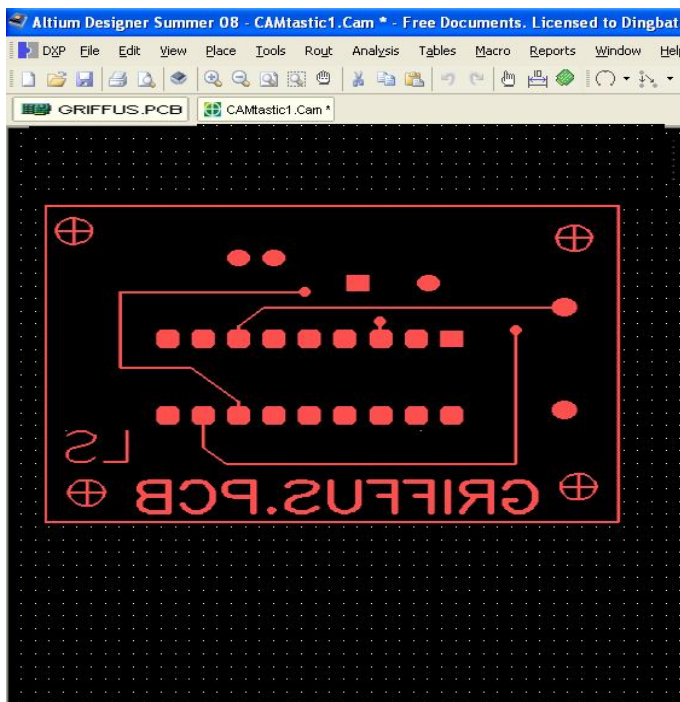 Altium Designer Summer 08 - CAMtastic1.Cam * - Free Documents. Licensed to Dingbat
DXP File Edit View Place Tools Rout Analysis Tables Macro Reports Window Help
GRIFFUS.PCB CAMtastic1.Cam *
LS
GRIFFUS.PCB